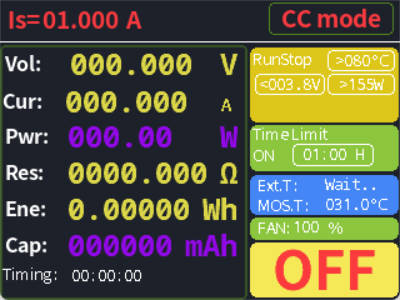 Is=01.000 A
CC mode
Vol: 000.000 V
Cur: 000.000 A
Pwr: 000.00 W
Res: 0000.000 Ω
Ene: 0.00000 Wh
Cap: 000000 mAh
Timing: 00:00:00
RunStop >080°C
<003.8V >155W
TimeLimit
ON 01:00 H
Ext.T: Wait..
MOS.T: 031.0°C
FAN: 100 %
OFF